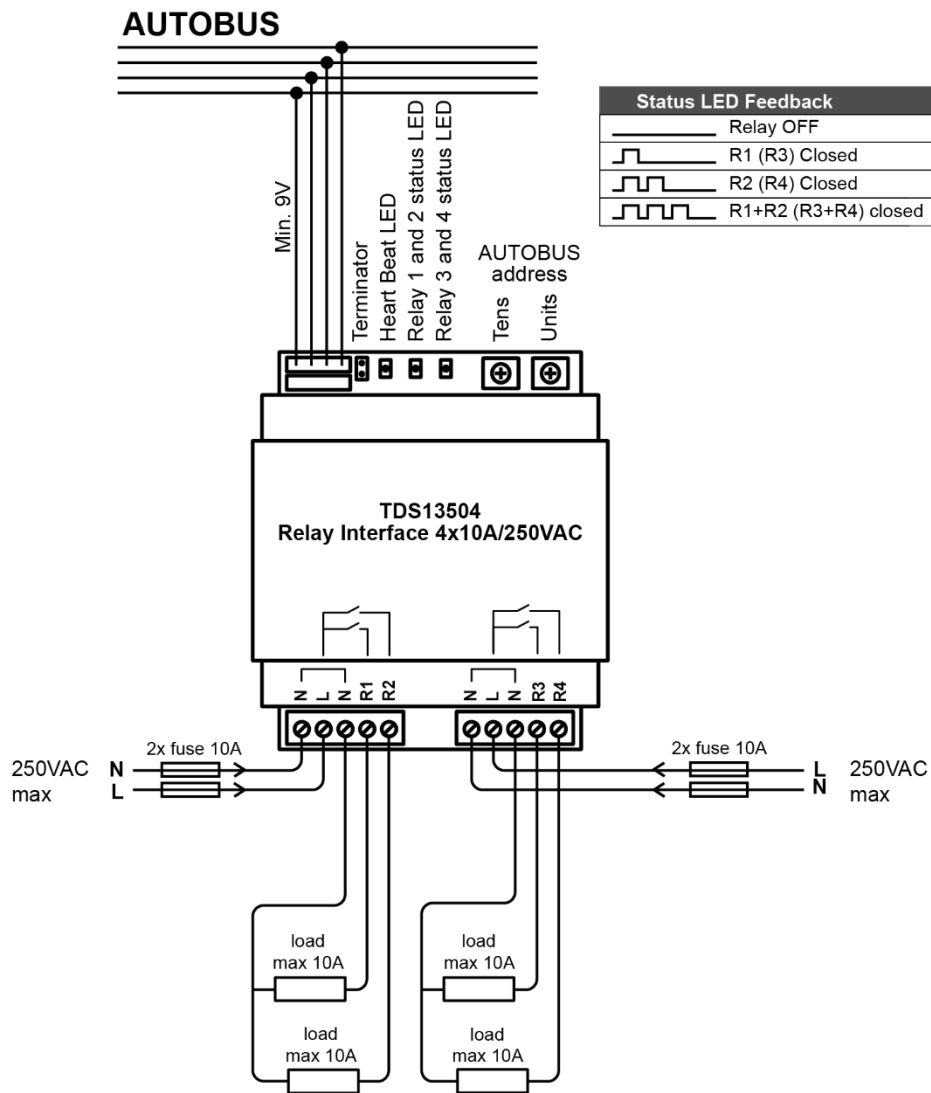 AUTOBUS
Status LED Feedback
Relay OFF
R1 (R3) Closed
R2 (R4) Closed
R1+R2 (R3+R4) closed
Min. 9V
Terminator
Heart Beat LED
Relay 1 and 2 status LED
Relay 3 and 4 status LED
AUTOBUS
address
Tens
Units
TDS13504
Relay Interface 4x10A/250VAC
N L N R1 R2
N L N R3 R4
2x fuse 10A
250VAC
max
N
L
2x fuse 10A
L
N
250VAC
max
load
max 10A
load
max 10A
load
max 10A
load
max 10A